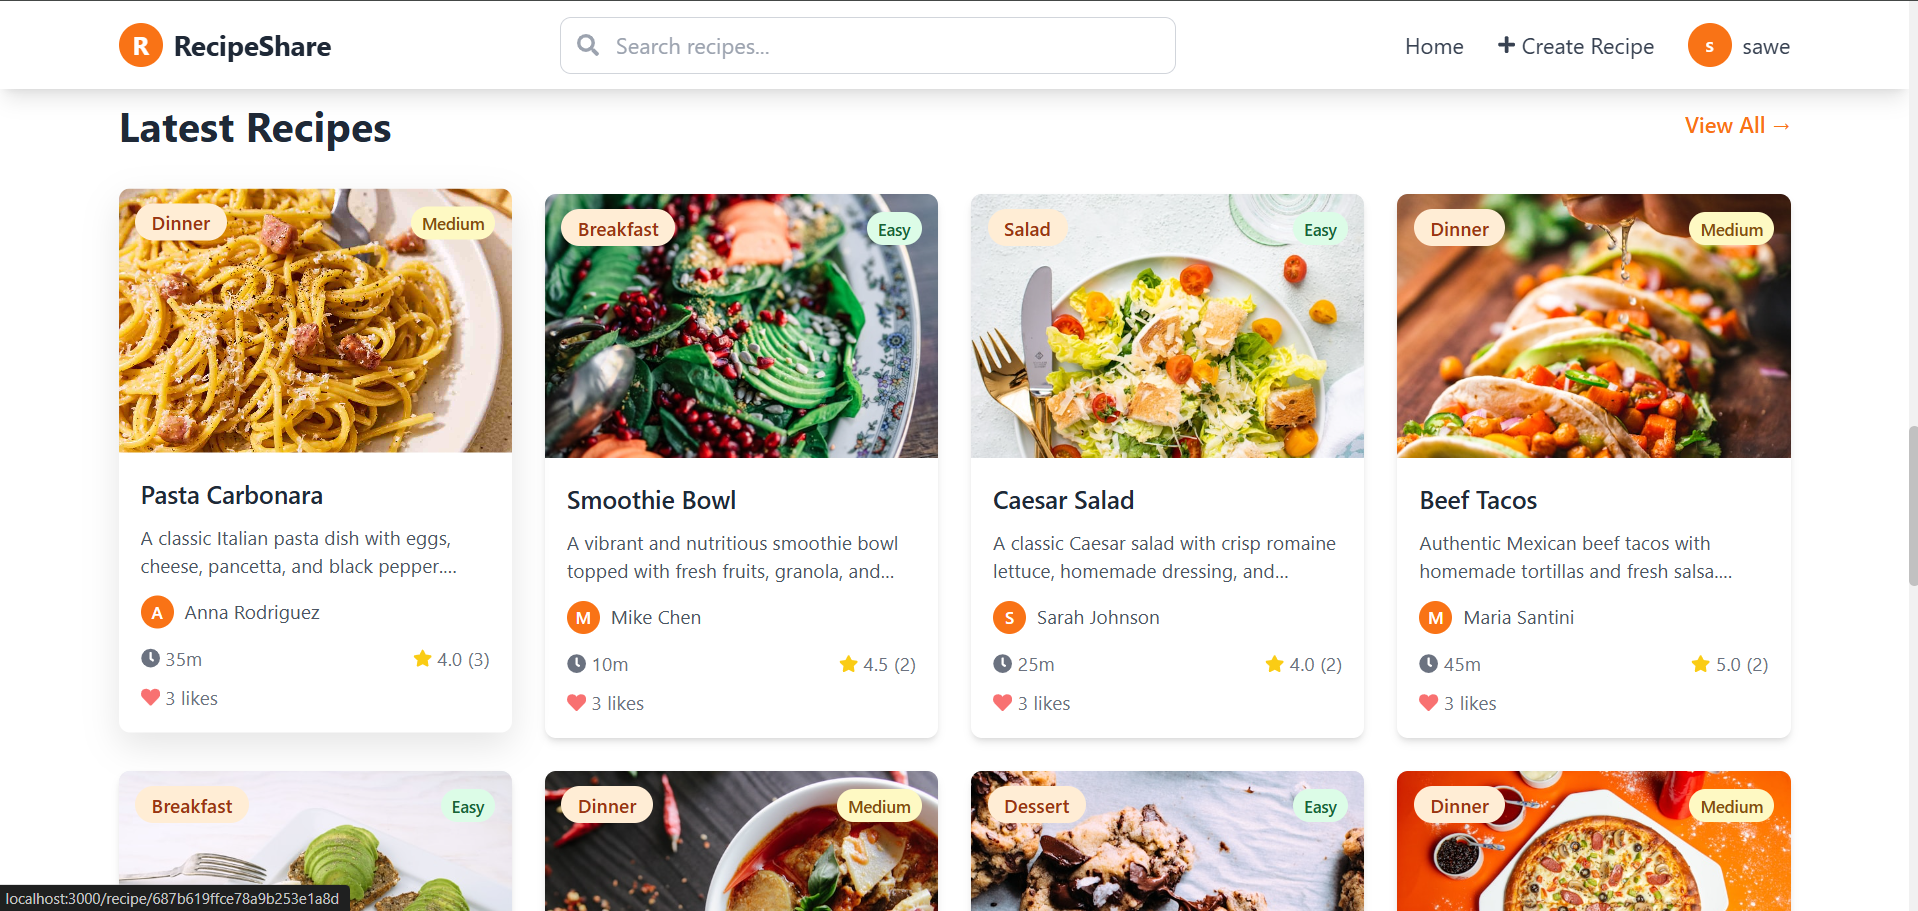 R RecipeShare
Search recipes...
Home
Create Recipe
s sawe
Latest Recipes
View All →
Dinner
Medium
Pasta Carbonara
A classic Italian pasta dish with eggs,
cheese, pancetta, and black pepper....
A Anna Rodriguez
35m
4.0 (3)
3 likes
Breakfast
Easy
Smoothie Bowl
A vibrant and nutritious smoothie bowl
topped with fresh fruits, granola, and...
M Mike Chen
10m
4.5 (2)
3 likes
Salad
Easy
Caesar Salad
A classic Caesar salad with crisp romaine
lettuce, homemade dressing, and...
S Sarah Johnson
25m
4.0 (2)
3 likes
Dinner
Medium
Beef Tacos
Authentic Mexican beef tacos with
homemade tortillas and fresh salsa....
M Maria Santini
45m
5.0 (2)
3 likes
Breakfast
Easy
Dinner
Medium
Dessert
Easy
Dinner
Medium
localhost:3000/recipe/687b619ffce78a9b253e1a8d